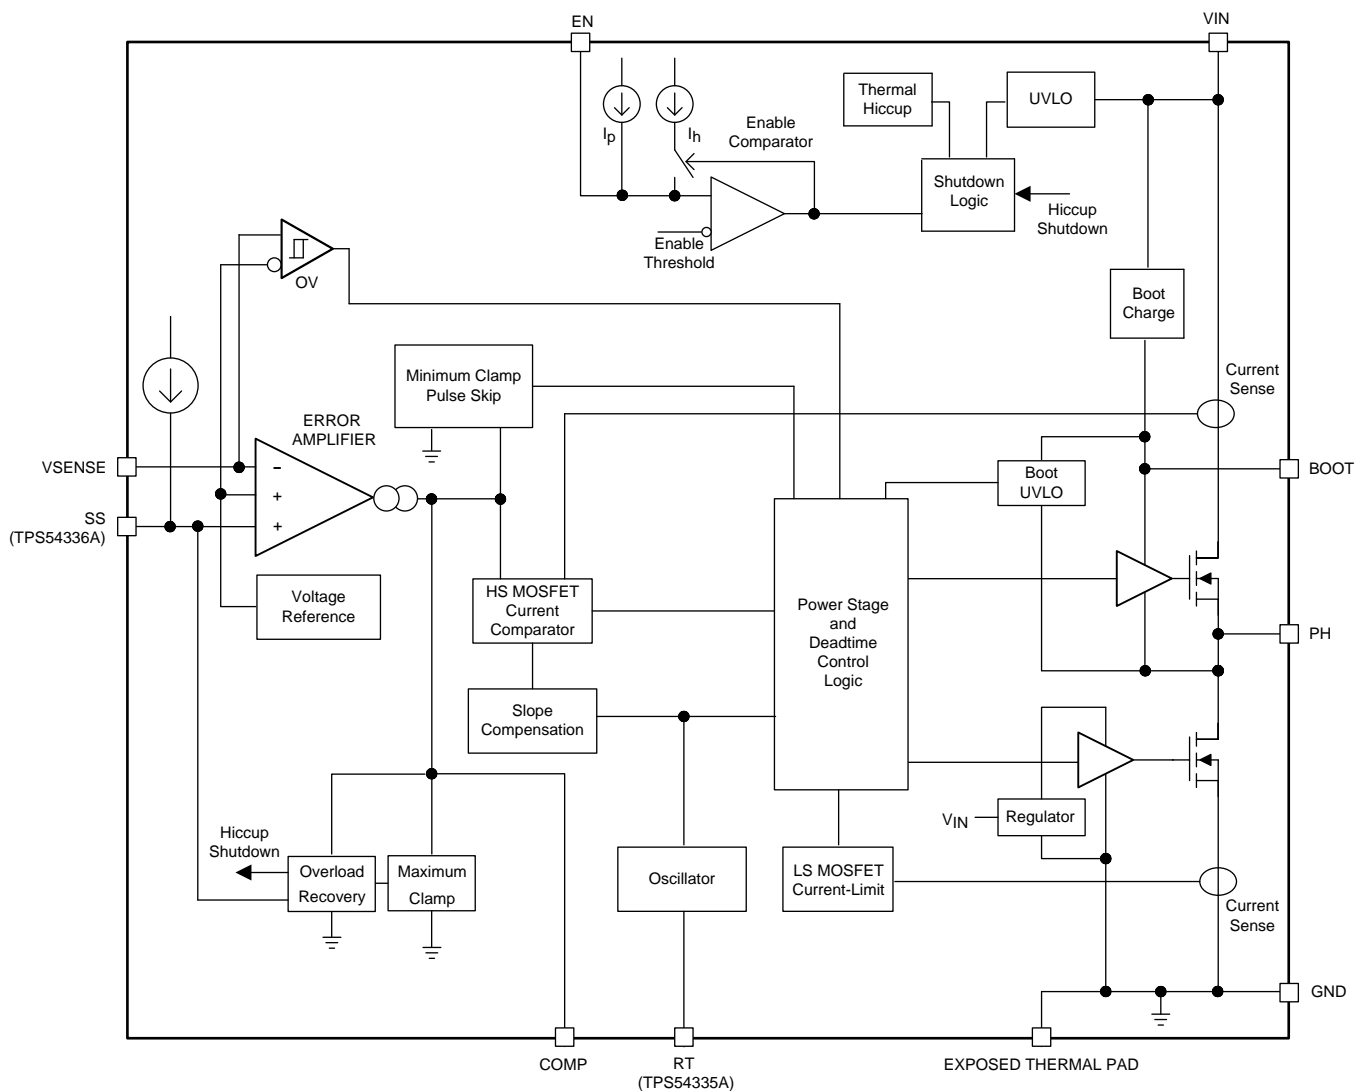 EN
VIN
Thermal
Hiccup
UVLO
Ip
Ih
Enable
Comparator
Shutdown
Logic
Hiccup
Shutdown
Enable
Threshold
OV
Boot
Charge
Minimum Clamp
Pulse Skip
Current
Sense
ERROR
AMPLIFIER
VSENSE
−
+
+
SS
(TPS54336A)
Boot
UVLO
BOOT
Voltage
Reference
HS MOSFET
Current
Comparator
Power Stage
and
Deadtime
Control
Logic
PH
Slope
Compensation
VIN
Regulator
Hiccup
Shutdown
Overload
Recovery
Maximum
Clamp
Oscillator
LS MOSFET
Current-Limit
Current
Sense
GND
COMP
RT
(TPS54335A)
EXPOSED THERMAL PAD